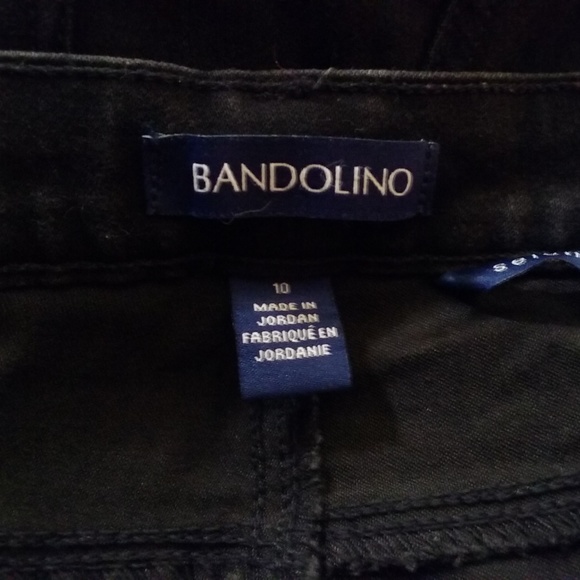 BANDOLINO
10
MADE IN
JORDAN
FABRIQUÉ EN
JORDANIE